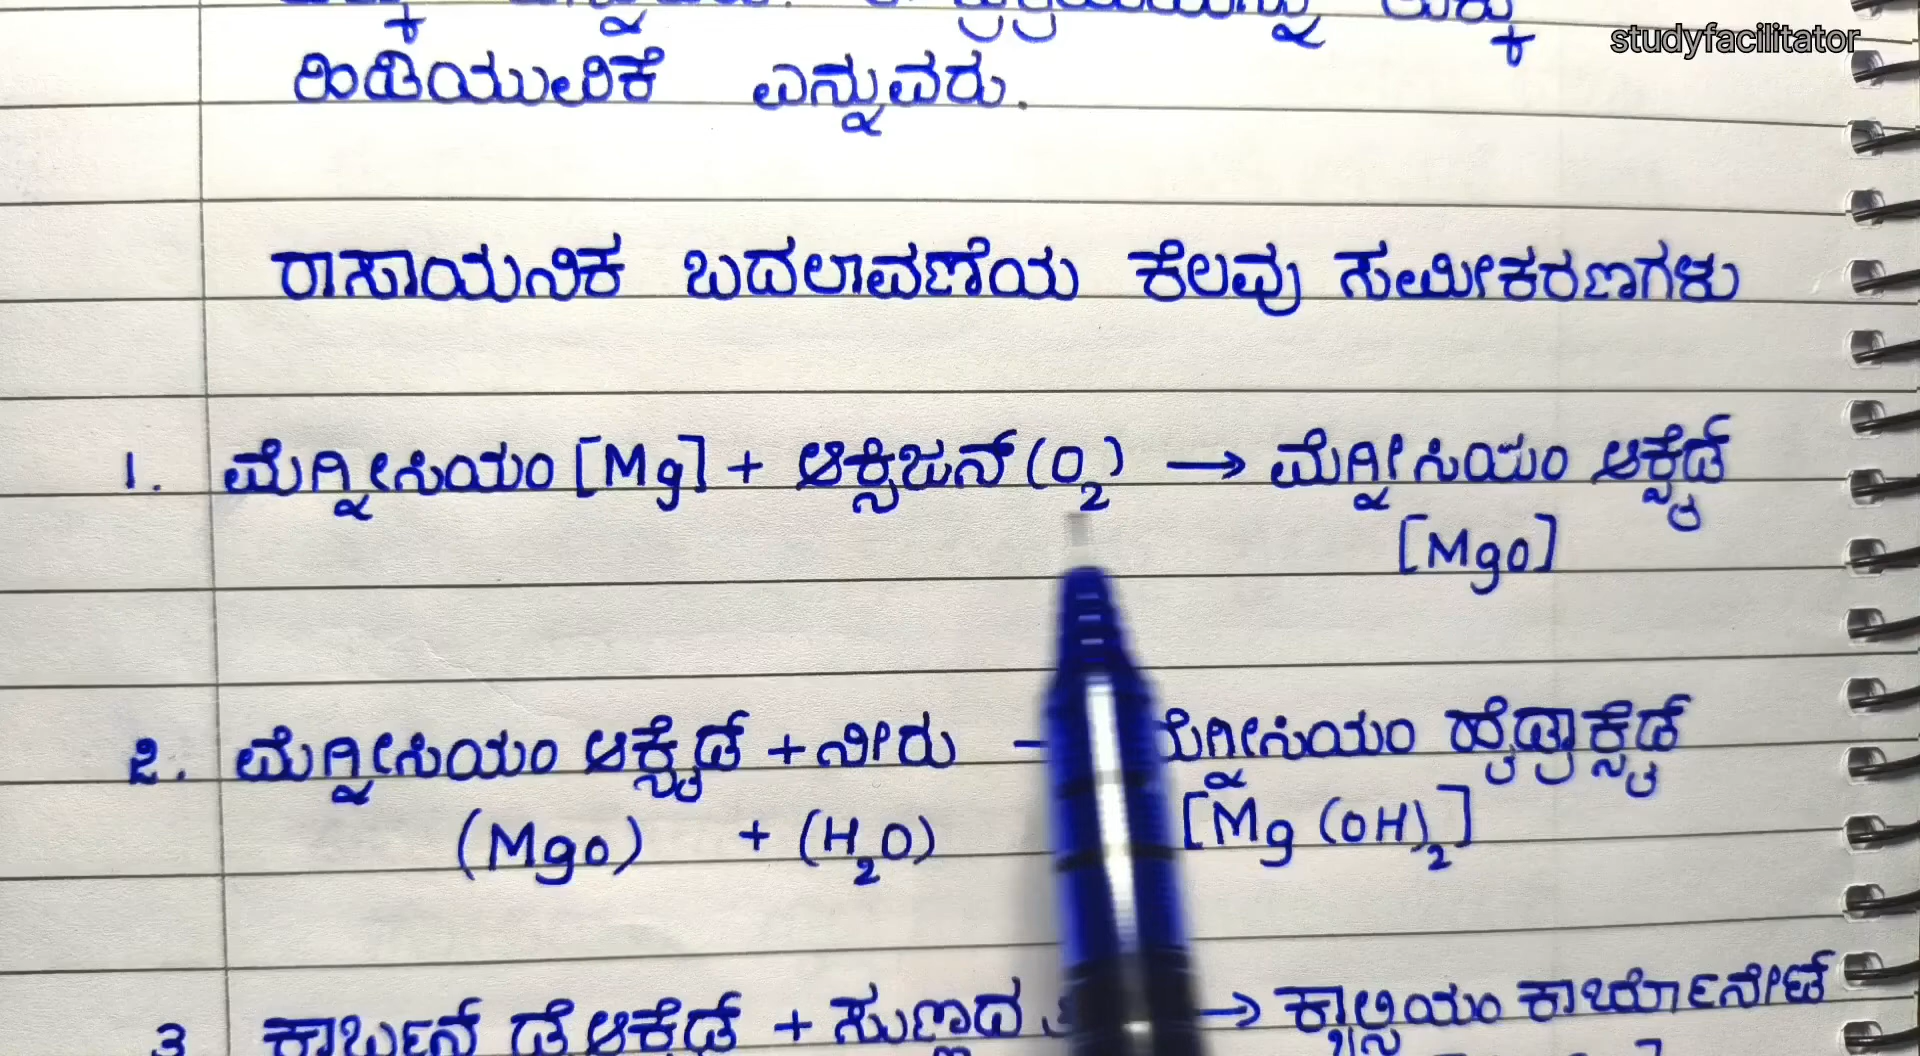 studyfacilitator
ಹಿಡಿಯುವಿಕೆ ಎನ್ನುವರು.
ರಾಸಾಯನಿಕ ಬದಲಾವಣೆಯ ಕೆಲವು ಸಮೀಕರಣಗಳು
1. ಮೆಗ್ನೀಸಿಯಂ [Mg] + ಆಕ್ಸಿಜನ್ (O₂) → ಮೆಗ್ನೀಸಿಯಂ ಆಕ್ಸೈಡ್
[MgO]
2. ಮೆಗ್ನೀಸಿಯಂ ಆಕ್ಸೈಡ್ + ನೀರು ಮೆಗ್ನೀಸಿಯಂ ಹೈಡ್ರಾಕ್ಸೈಡ್
(MgO) + (H₂O) [Mg (OH)₂]
3 ಕಾರ್ಬನ್ ಡೈಆಕ್ಸೈಡ್ + ಸುಣ್ಣದ → ಕ್ಯಾಲ್ಸಿಯಂ ಕಾರ್ಬೋನೇಟ್